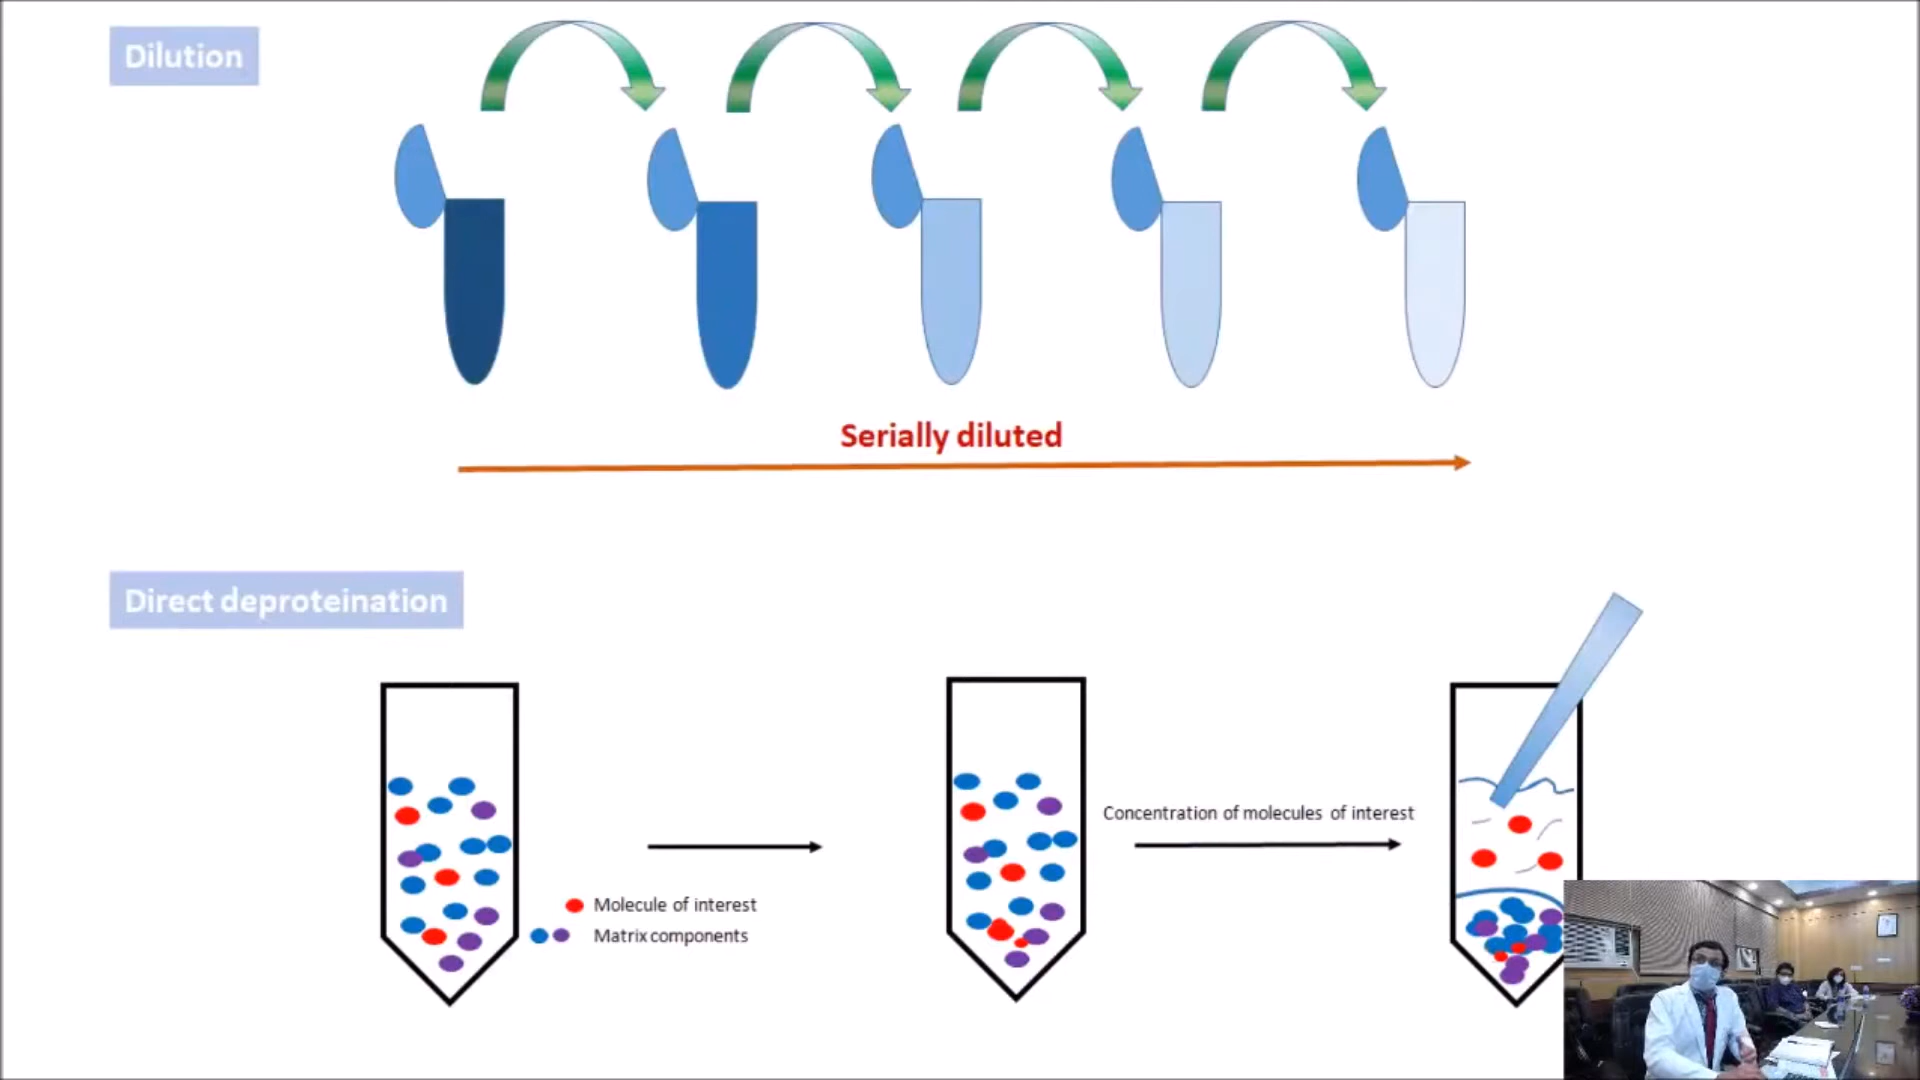 Dilution
Serially diluted
Direct deproteination
Concentration of molecules of interest
Molecule of interest
Matrix components